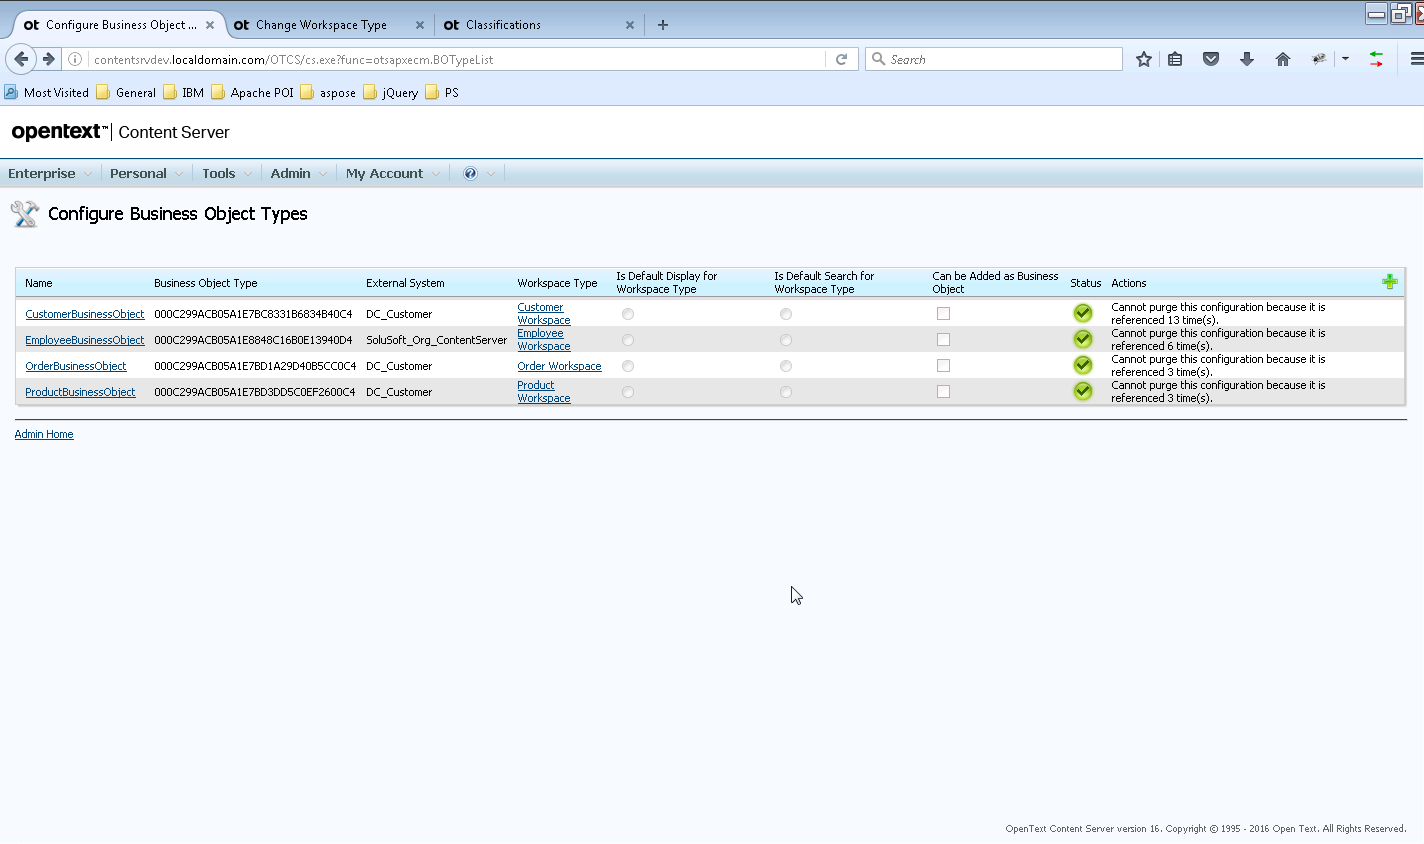 Configure Business Object ...
Change Workspace Type
Classifications
contentsrvdev.localdomain.com/OTCS/cs.exe?func=otsapxecm.BOTypeList
Search
Most Visited General IBM Apache POI aspose jQuery PS
opentext™ | Content Server
Enterprise Personal Tools Admin My Account
Configure Business Object Types
Name Business Object Type External System Workspace Type Is Default Display for Workspace Type Is Default Search for Workspace Type Can be Added as Business Object Status Actions
CustomerBusinessObject 000C299ACB05A1E7BC8331B6834B40C4 DC_Customer Customer Workspace Cannot purge this configuration because it is referenced 13 time(s).
EmployeeBusinessObject 000C299ACB05A1E8848C16B0E13940D4 SoluSoft_Org_ContentServer Employee Workspace Cannot purge this configuration because it is referenced 6 time(s).
OrderBusinessObject 000C299ACB05A1E7BD1A29D40B5CC0C4 DC_Customer Order Workspace Cannot purge this configuration because it is referenced 3 time(s).
ProductBusinessObject 000C299ACB05A1E7BD3DD5C0EF2600C4 DC_Customer Product Workspace Cannot purge this configuration because it is referenced 3 time(s).
Admin Home
OpenText Content Server version 16. Copyright © 1995 - 2016 Open Text. All Rights Reserved.